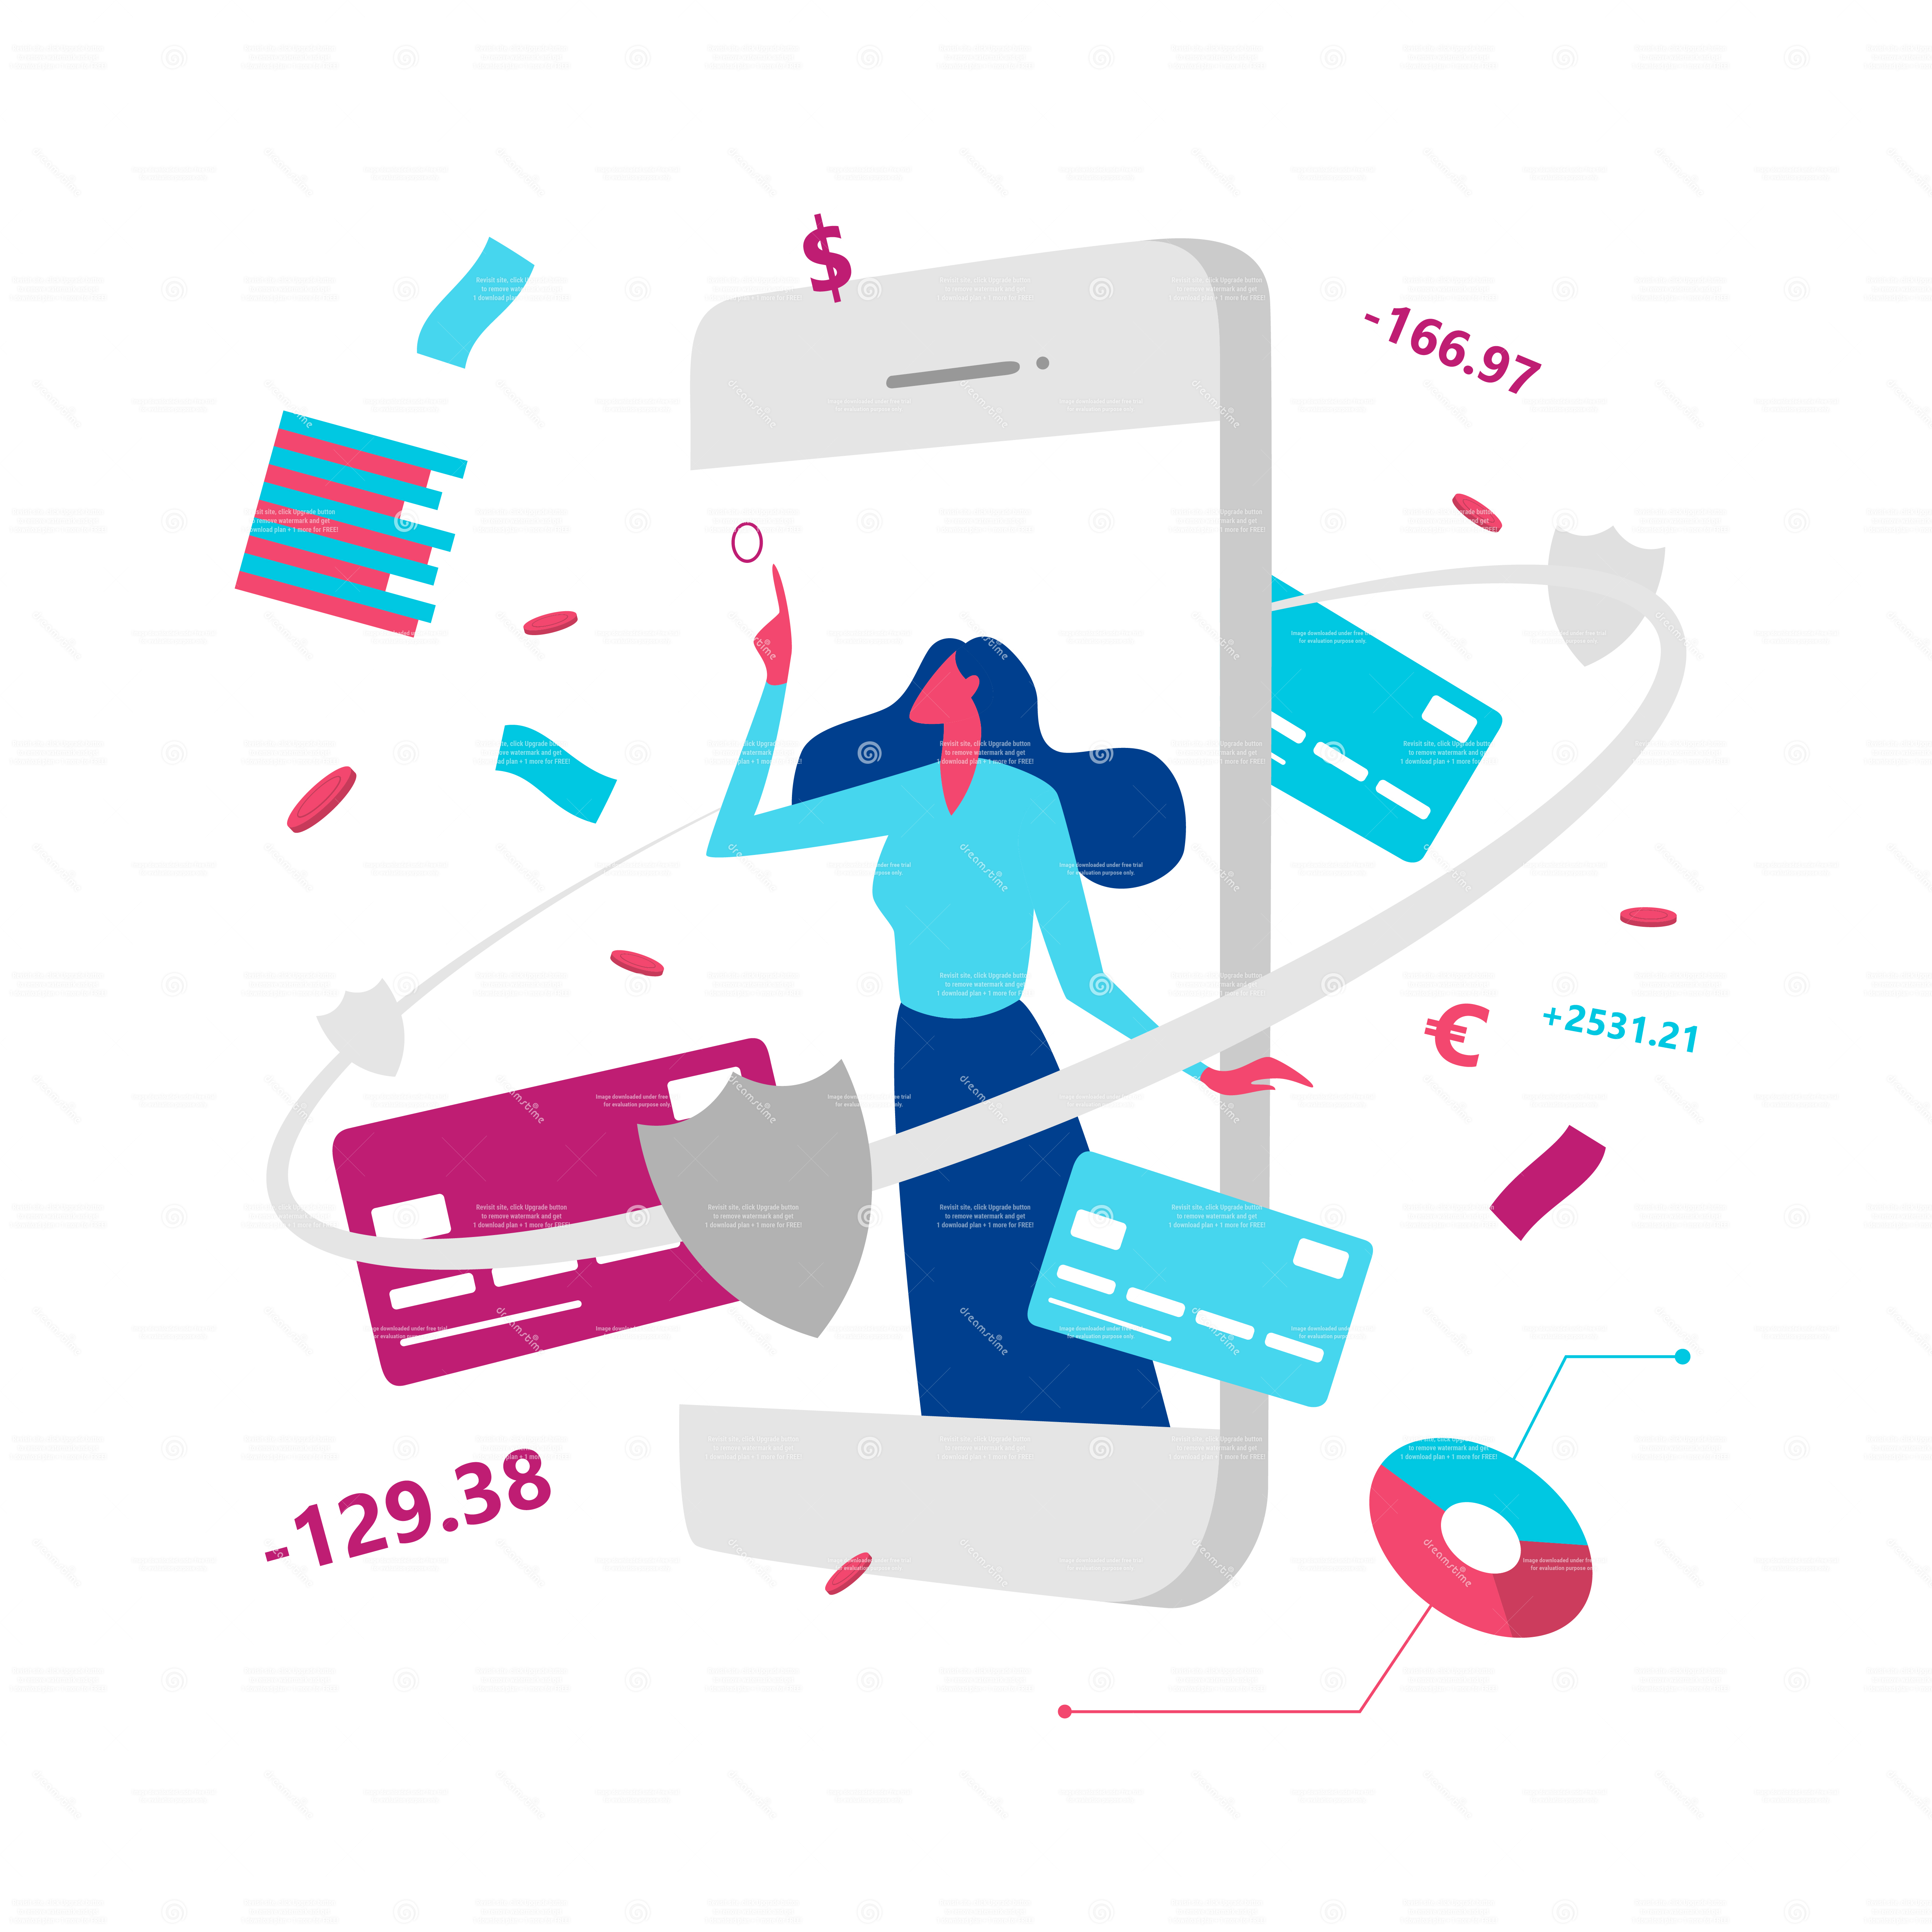 $
-166.97
€
+2531.21
-129.38
Revisit site, click Upgrade button
to remove watermark and get
1 download plan + 1 more for FREE!
Image downloaded under free trial
for evaluation purpose only.
dreamstime